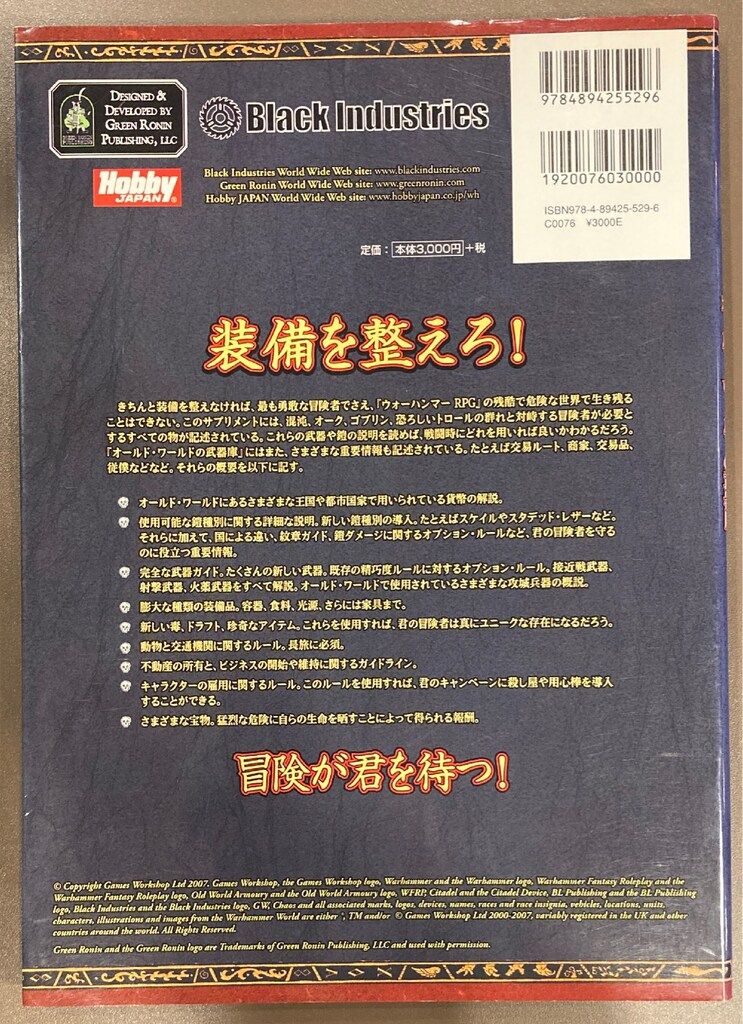 DESIGNED &
DEVELOPED BY
GREEN RONIN
PUBLISHING, LLC
GREEN RONIN
PUBLISHING
Black Industries
9784894255296
1920076030000
ISBN978-4-89425-529-6
C0076 ¥3000E
Hobby
JAPAN
Black Industries World Wide Web site: www.blackindustries.com
Green Ronin World Wide Web site: www.greenronin.com
Hobby JAPAN World Wide Web site: www.hobbyjapan.co.jp/wh
定価：本体3,000円＋税
装備を整えろ！
きちんと装備を整えなければ、最も勇敢な冒険者でさえ、『ウォーハンマー RPG』の残酷で危険な世界で生き残る
ことはできない。このサプリメントには、混沌、オーク、ゴブリン、恐ろしいトロールの群れと対峙する冒険者が必要と
するすべての物が記述されている。これらの武器や鎧の説明を読めば、戦闘時にどれを用いれば良いかわかるだろう。
『オールド・ワールドの武器庫』にはまた、さまざまな重要情報も記述されている。たとえば交易ルート、商家、交易品、
従僕などなど。それらの概要を以下に記す。
オールド・ワールドにあるさまざまな王国や都市国家で用いられている貨幣の解説。
使用可能な鎧種別に関する詳細な説明。新しい鎧種別の導入。たとえばスケイルやスタデッド・レザーなど。
それらに加えて、国による違い、紋章ガイド、鎧ダメージに関するオプション・ルールなど、君の冒険者を守る
のに役立つ重要情報。
完全な武器ガイド。たくさんの新しい武器。既存の精巧度ルールに対するオプション・ルール。接近戦武器、
射撃武器、火薬武器をすべて解説。オールド・ワールドで使用されているさまざまな攻城兵器の概説。
膨大な種類の装備品。容器、食料、光源、さらには家具まで。
新しい毒、ドラフト、珍奇なアイテム。これらを使用すれば、君の冒険者は真にユニークな存在になるだろう。
動物と交通機関に関するルール。長旅に必須。
不動産の所有と、ビジネスの開始や維持に関するガイドライン。
キャラクターの雇用に関するルール。このルールを使用すれば、君のキャンペーンに殺し屋や用心棒を導入
することができる。
さまざまな宝物。猛烈な危険に自らの生命を晒すことによって得られる報酬。
冒険が君を待つ！
© Copyright Games Workshop Ltd 2007. Games Workshop, the Games Workshop logo, Warhammer and the Warhammer logo, Warhammer Fantasy Roleplay and the
Warhammer Fantasy Roleplay logo, Old World Armoury and the Old World Armoury logo, WFRP, Citadel and the Citadel Device, BL Publishing and the BL Publishing
logo, Black Industries and the Black Industries logo, GW, Chaos and all associated marks, logos, devices, names, races and race insignia, vehicles, locations, units,
characters, illustrations and images from the Warhammer World are either ®, TM and/or © Games Workshop Ltd 2000-2007, variably registered in the UK and other
countries around the world. All Rights Reserved.
Green Ronin and the Green Ronin logo are Trademarks of Green Ronin Publishing, LLC and used with permission.